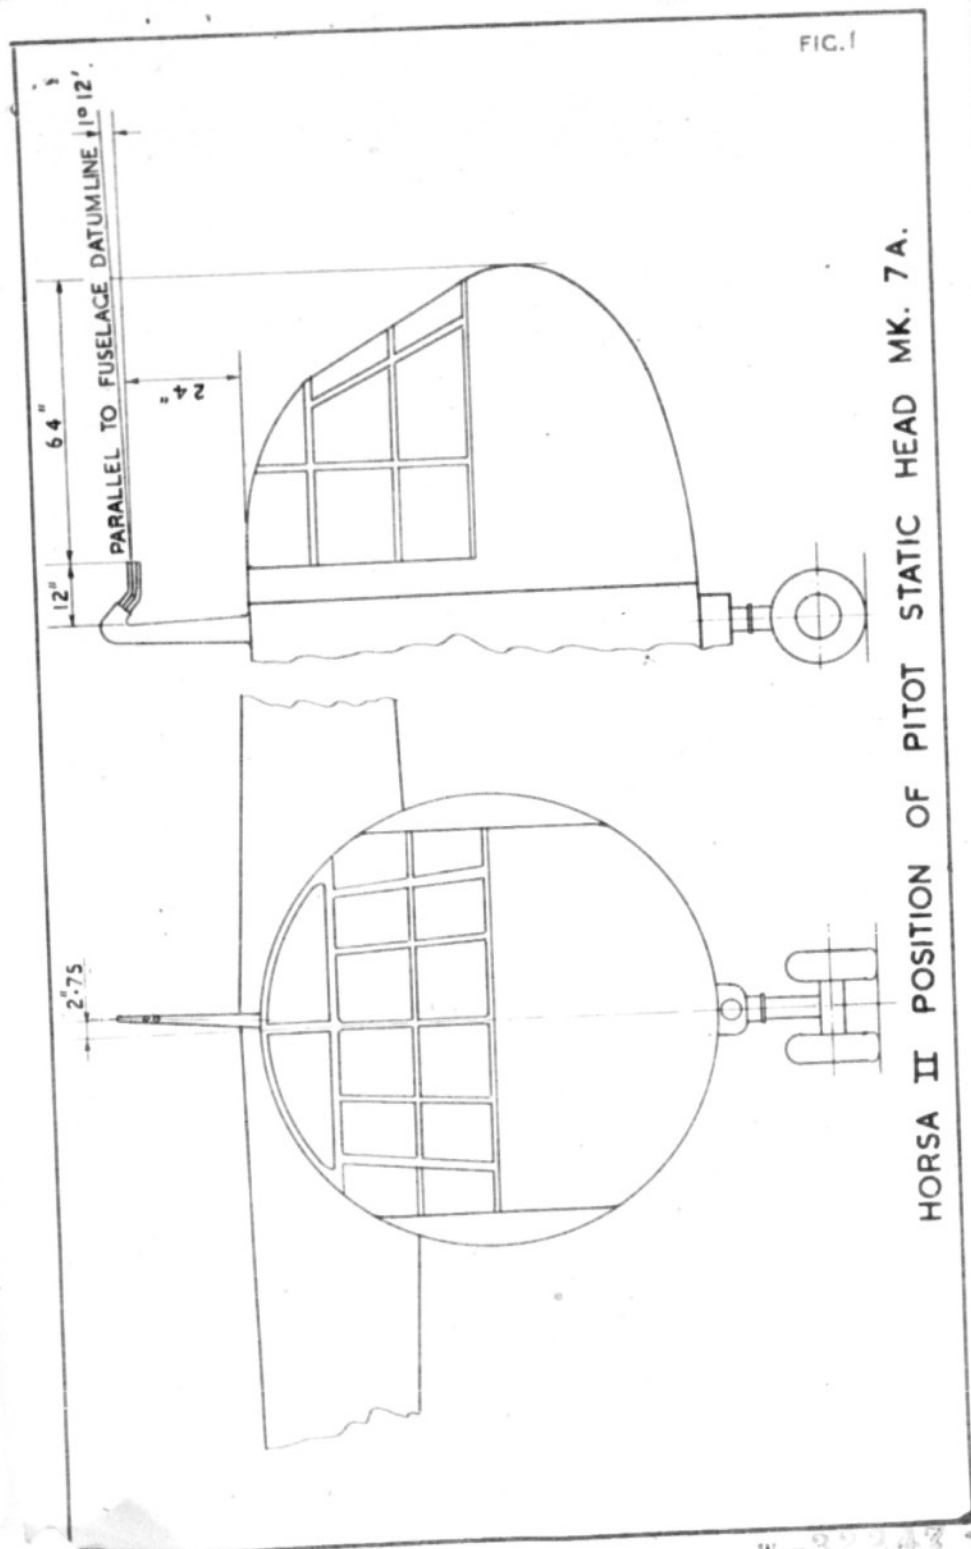 FIG.1
1° 12'.
PARALLEL TO FUSELAGE DATUM LINE
64"
12"
24"
2".75
HORSA II POSITION OF PITOT STATIC HEAD MK. 7A.